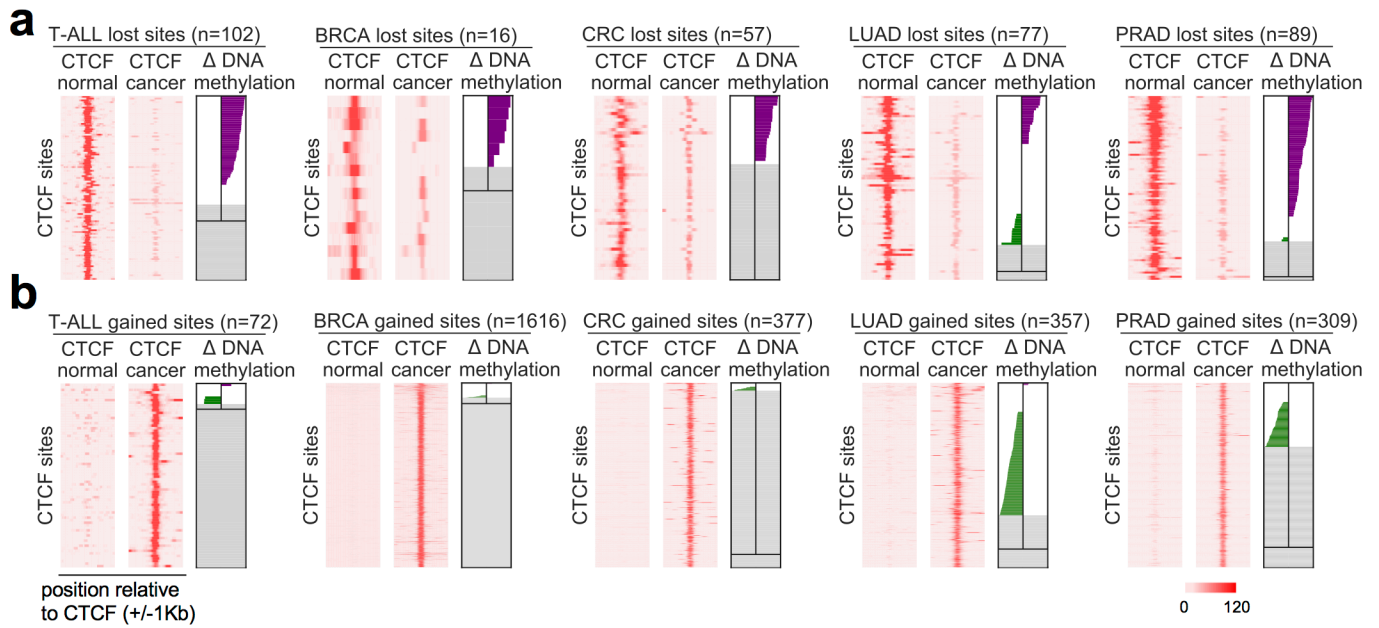 a
T-ALL lost sites (n=102)
CTCF CTCF Δ DNA
normal cancer methylation
CTCF sites
BRCA lost sites (n=16)
CTCF CTCF Δ DNA
normal cancer methylation
CRC lost sites (n=57)
CTCF CTCF Δ DNA
normal cancer methylation
LUAD lost sites (n=77)
CTCF CTCF Δ DNA
normal cancer methylation
CTCF sites
PRAD lost sites (n=89)
CTCF CTCF Δ DNA
normal cancer methylation
CTCF sites
b
T-ALL gained sites (n=72)
CTCF CTCF Δ DNA
normal cancer methylation
CTCF sites
position relative
to CTCF (+/-1Kb)
BRCA gained sites (n=1616)
CTCF CTCF Δ DNA
normal cancer methylation
CTCF sites
CRC gained sites (n=377)
CTCF CTCF Δ DNA
normal cancer methylation
CTCF sites
LUAD gained sites (n=357)
CTCF CTCF Δ DNA
normal cancer methylation
CTCF sites
PRAD gained sites (n=309)
CTCF CTCF Δ DNA
normal cancer methylation
CTCF sites
0 120